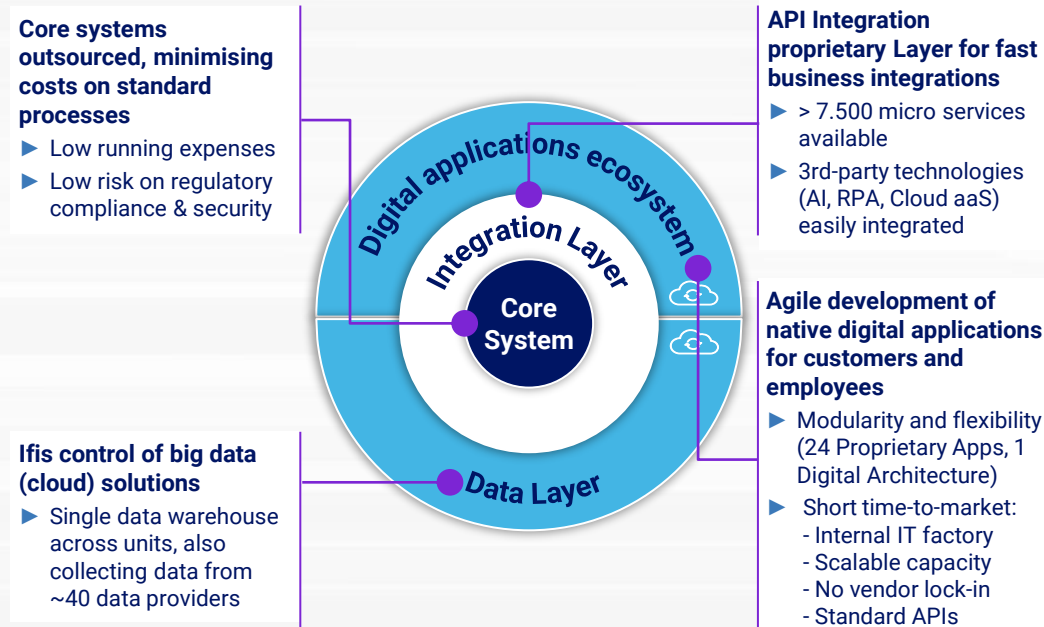 Core systems
outsourced, minimising
costs on standard
processes
► Low running expenses
► Low risk on regulatory
compliance & security
API Integration
proprietary Layer for fast
business integrations
► > 7.500 micro services
available
► 3rd-party technologies
(AI, RPA, Cloud aaS)
easily integrated
Digital applications ecosystem
Integration Layer
Core
System
Data Layer
Agile development of
native digital applications
for customers and
employees
► Modularity and flexibility
(24 Proprietary Apps, 1
Digital Architecture)
► Short time-to-market:
- Internal IT factory
- Scalable capacity
- No vendor lock-in
- Standard APIs
Ifis control of big data
(cloud) solutions
► Single data warehouse
across units, also
collecting data from
~40 data providers